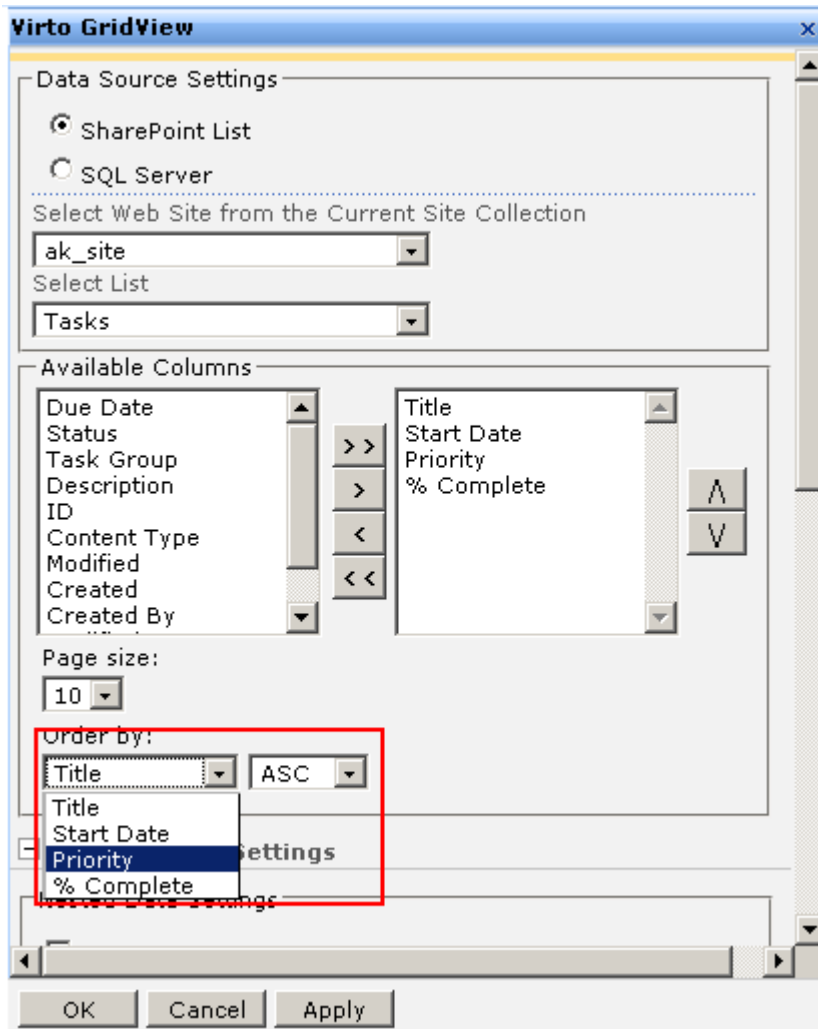 Virto GridView
Data Source Settings
SharePoint List
SQL Server
Select Web Site from the Current Site Collection
ak_site
Select List
Tasks
Available Columns
Due Date
Status
Task Group
Description
ID
Content Type
Modified
Created
Created By
>>
>
<
<<
Title
Start Date
Priority
% Complete
Page size:
10
Order by:
Title ASC
Title
Start Date
Priority
% Complete
Settings
Nested Data Settings
OK Cancel Apply